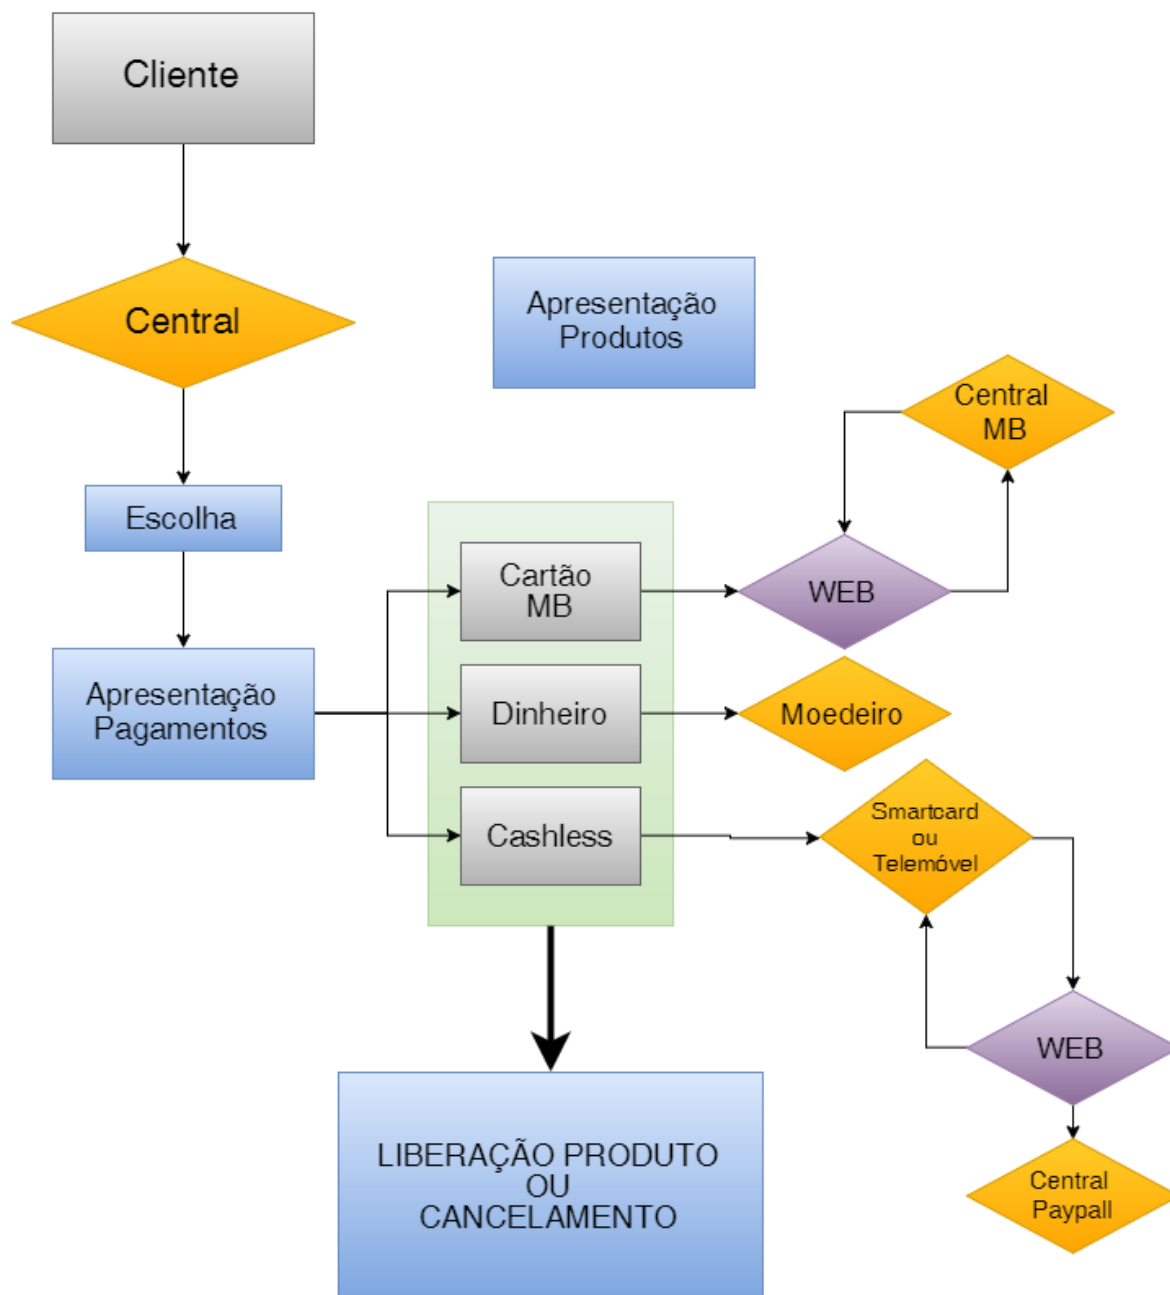 Cliente
Central
Apresentação
Produtos
Central
MB
Escolha
Cartão
MB
WEB
Apresentação
Pagamentos
Dinheiro
Moedeiro
Cashless
Smartcard
ou
Telemóvel
WEB
LIBERAÇÃO PRODUTO
OU
CANCELAMENTO
Central
Paypall